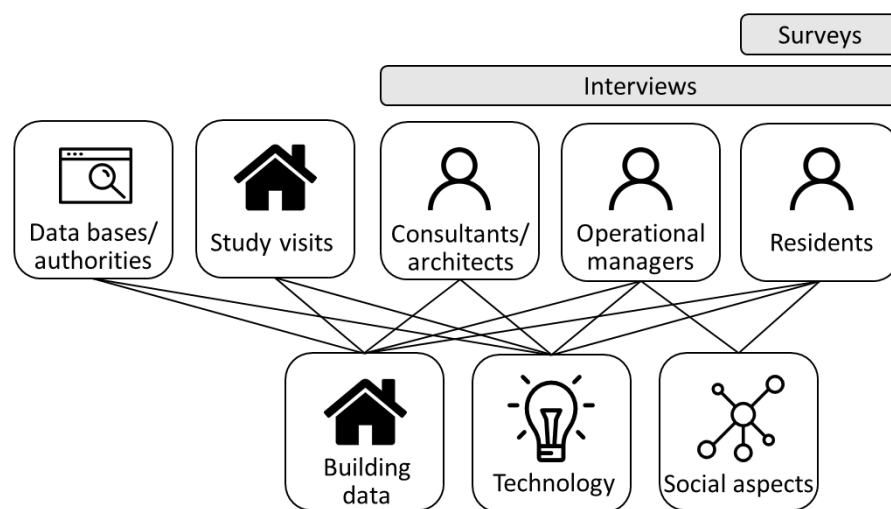 Surveys
Interviews
Data bases/
authorities
Study visits
Consultants/
architects
Operational
managers
Residents
Building
data
Technology
Social aspects